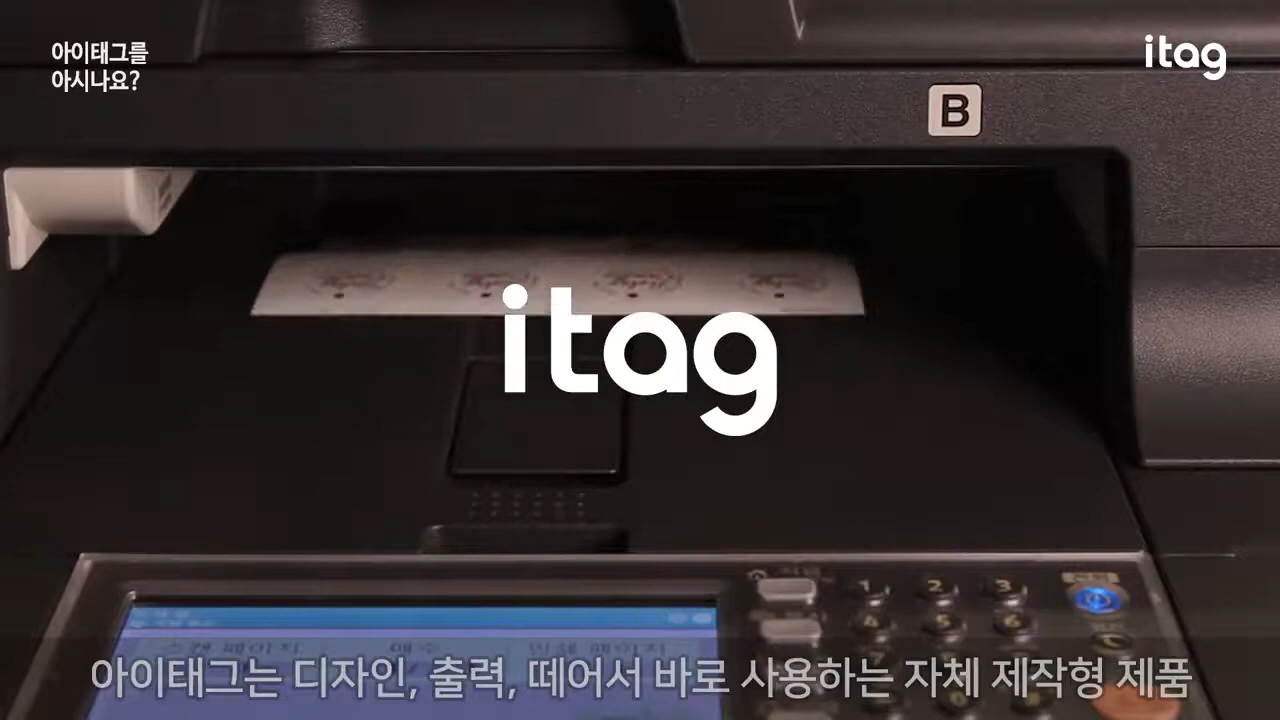 아이태그를
아시나요?
itag
B
itag
1 2 3
4 5 6
아이태그는 디자인, 출력, 떼어서 바로 사용하는 자체 제작형 제품